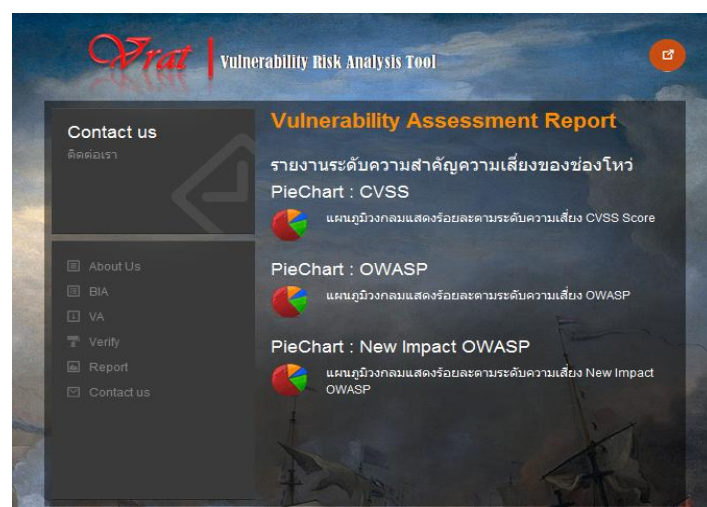 Vrat | Vulnerability Risk Analysis Tool
Contact us
ติดต่อเรา
About Us
BIA
VA
Verify
Report
Contact us
Vulnerability Assessment Report
รายงานระดับความสำคัญความเสี่ยงของช่องโหว่
PieChart : CVSS
แผนภูมิวงกลมแสดงร้อยละตามระดับความเสี่ยง CVSS Score
PieChart : OWASP
แผนภูมิวงกลมแสดงร้อยละตามระดับความเสี่ยง OWASP
PieChart : New Impact OWASP
แผนภูมิวงกลมแสดงร้อยละตามระดับความเสี่ยง New Impact
OWASP